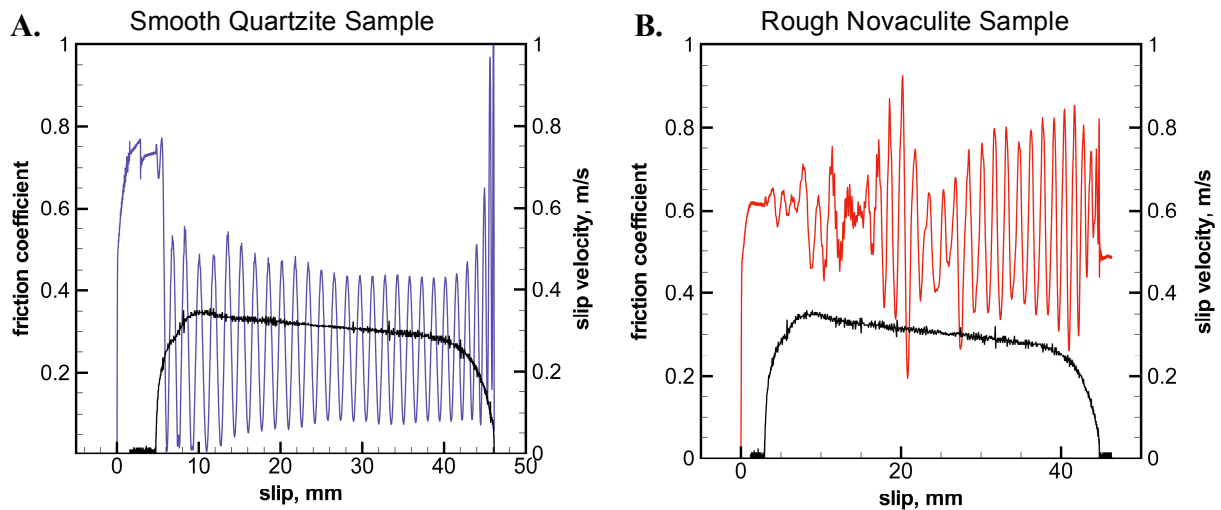 A.
Smooth Quartzite Sample
1
0.8
0.6
0.4
0.2
friction coefficient
1
0.8
0.6
0.4
0.2
0
slip velocity, m/s
0 10 20 30 40 50
slip, mm
B.
Rough Novaculite Sample
1
0.8
0.6
0.4
0.2
0
friction coefficient
1
0.8
0.6
0.4
0.2
0
slip velocity, m/s
0 20 40
slip, mm